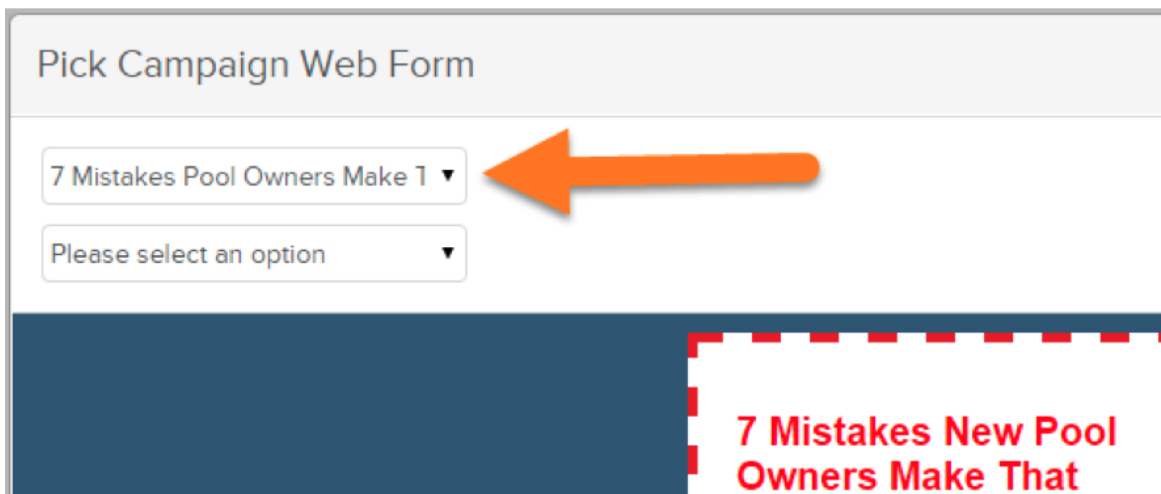 Pick Campaign Web Form
7 Mistakes Pool Owners Make T
Please select an option
7 Mistakes New Pool
Owners Make That